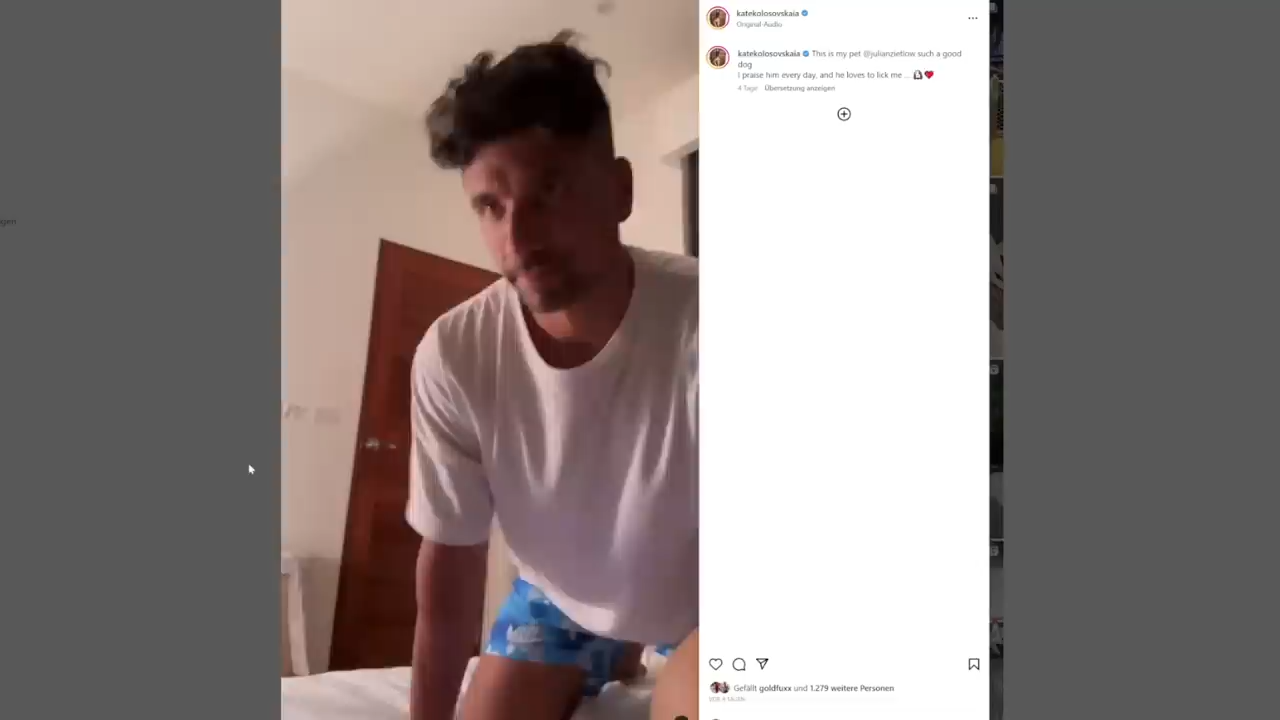 katekolosovskaia
Original-Audio
katekolosovskaia This is my pet @julianzietlow such a good
dog
I praise him every day, and he loves to lick me ...
4 Tage Übersetzung anzeigen
gen
Gefällt goldfuxx und 1.279 weitere Personen